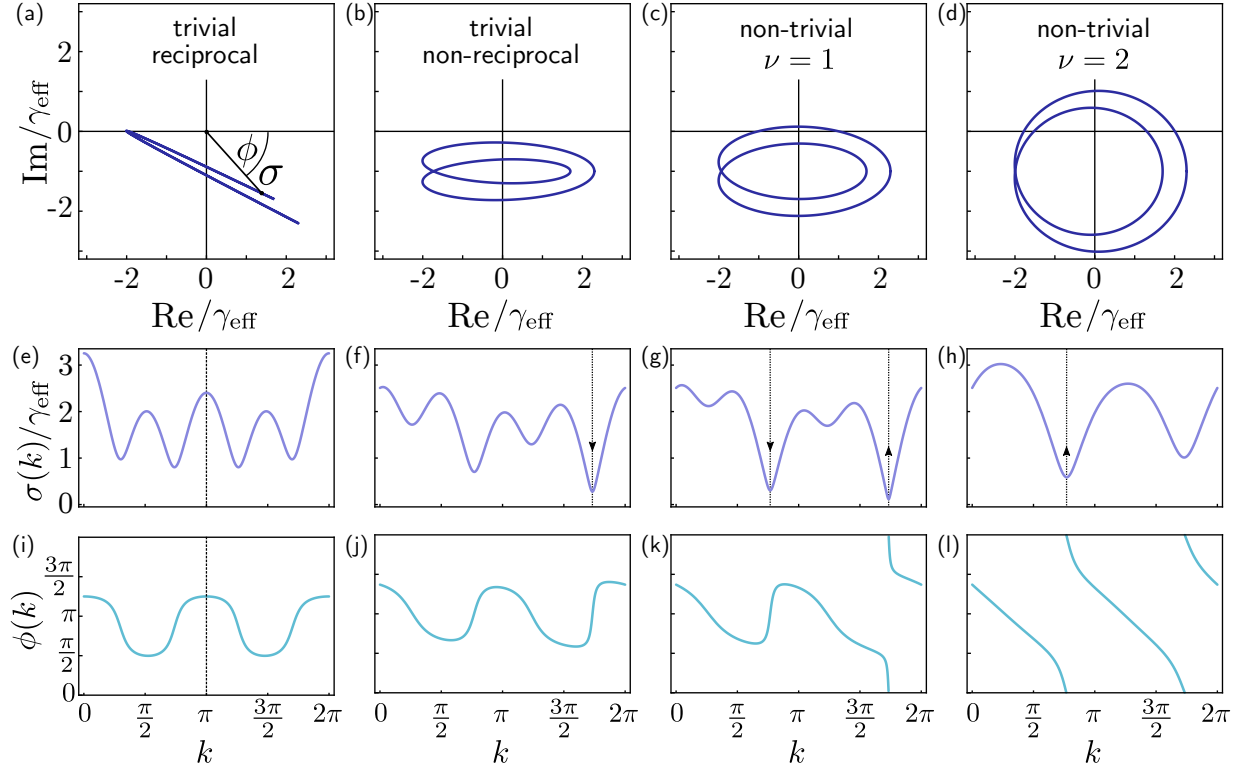 (a)
trivial
reciprocal
ϕ
σ
Im/γeff
2
0
-2
-2
0
2
Re/γeff
(b)
trivial
non-reciprocal
-2
0
2
Re/γeff
(c)
non-trivial
ν = 1
-2
0
2
Re/γeff
(d)
non-trivial
ν = 2
-2
0
2
Re/γeff
(e)
σ(k)/γeff
3
2
1
0
(f)
(g)
(h)
(i)
ϕ(k)
3π/2
π
π/2
0
0 π/2 π 3π/2 2π
k
(j)
0 π/2 π 3π/2 2π
k
(k)
0 π/2 π 3π/2 2π
k
(l)
0 π/2 π 3π/2 2π
k